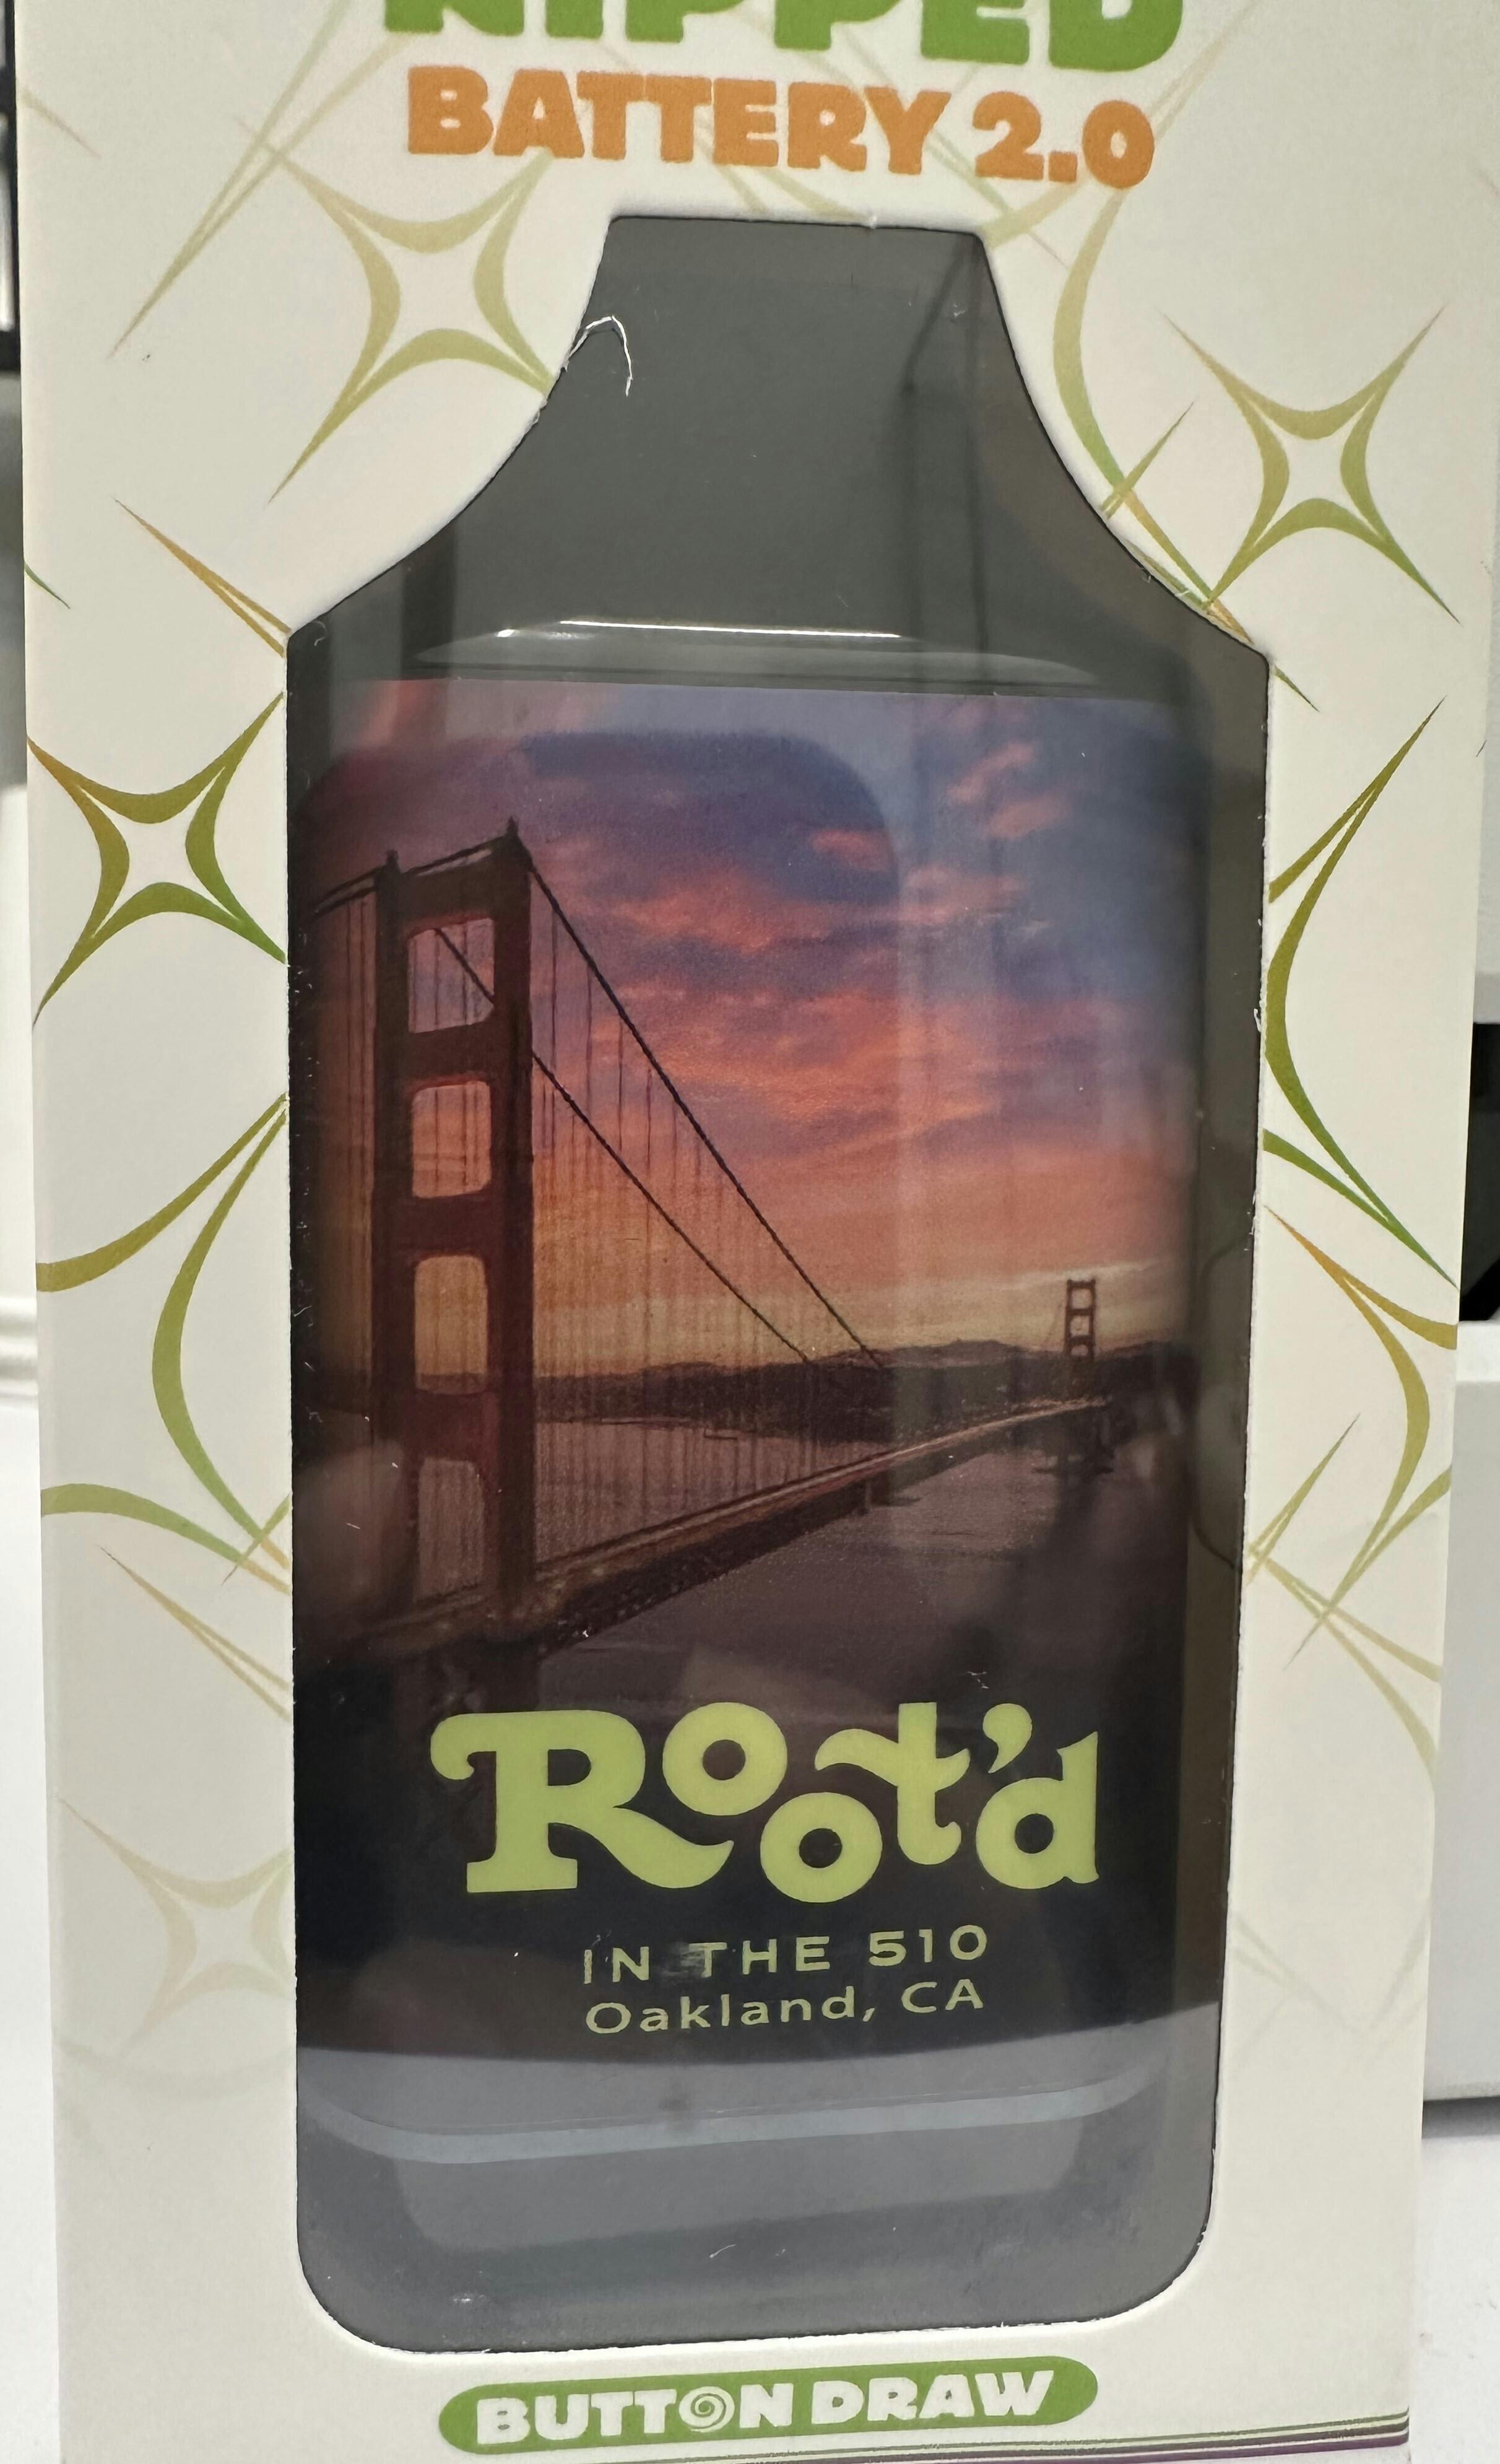 BATTERY 2.0
Root'd
IN THE 510
Oakland, CA
BUTTON DRAW